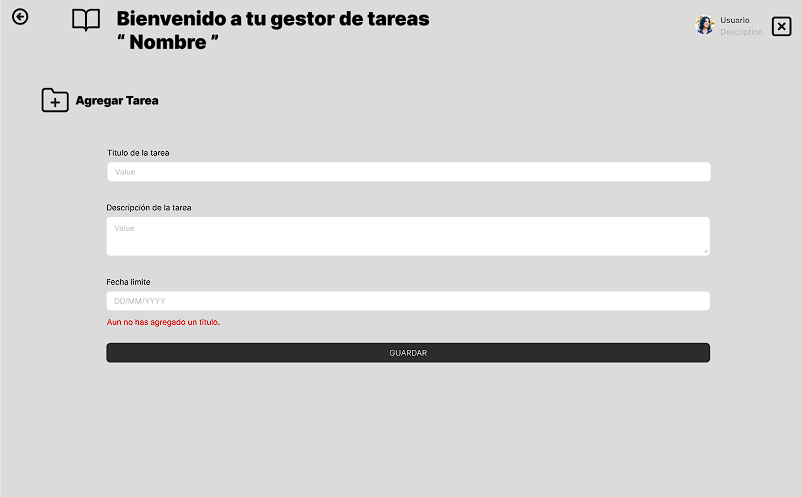 Bienvenido a tu gestor de tareas
“ Nombre ”
Usuario
Description
Agregar Tarea
Titulo de la tarea
Value
Descripción de la tarea
Value
Fecha limite
DD/MM/YYYY
Aun no has agregado un titulo.
GUARDAR